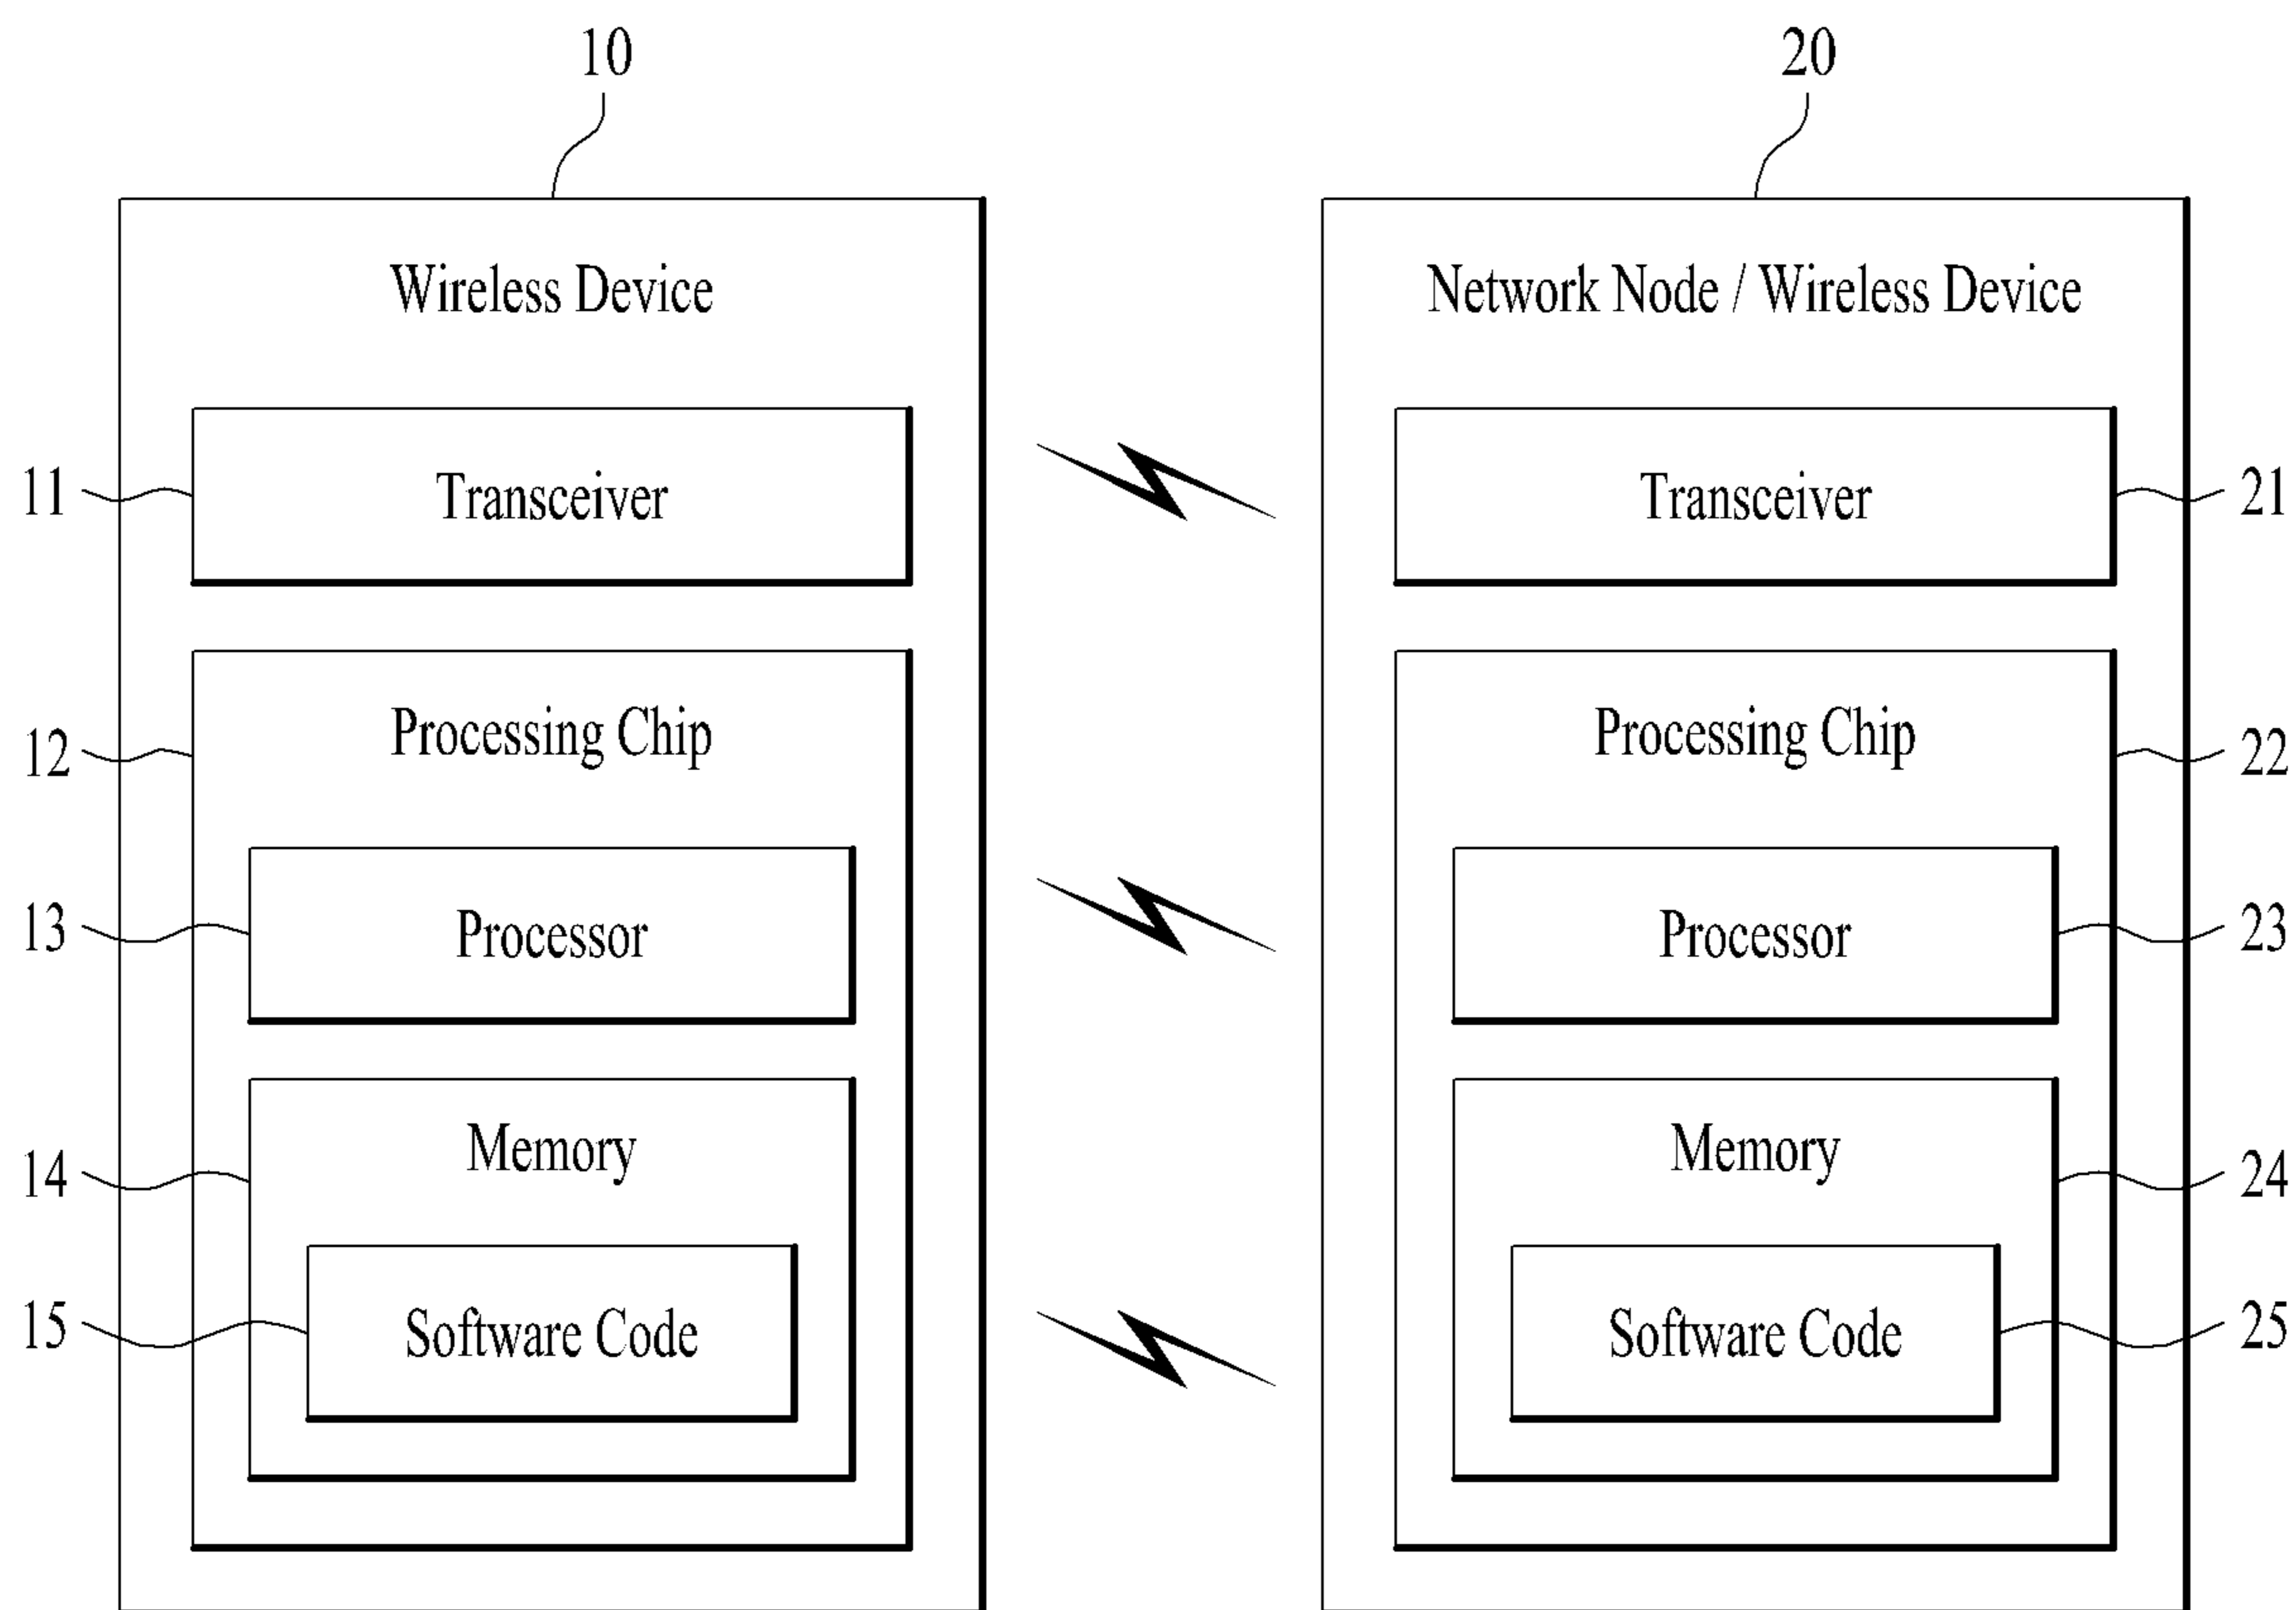 10
20
Wireless Device
Network Node / Wireless Device
11
Transceiver
Transceiver
21
12
Processing Chip
Processing Chip
22
13
Processor
Processor
23
14
Memory
Memory
24
15
Software Code
Software Code
25